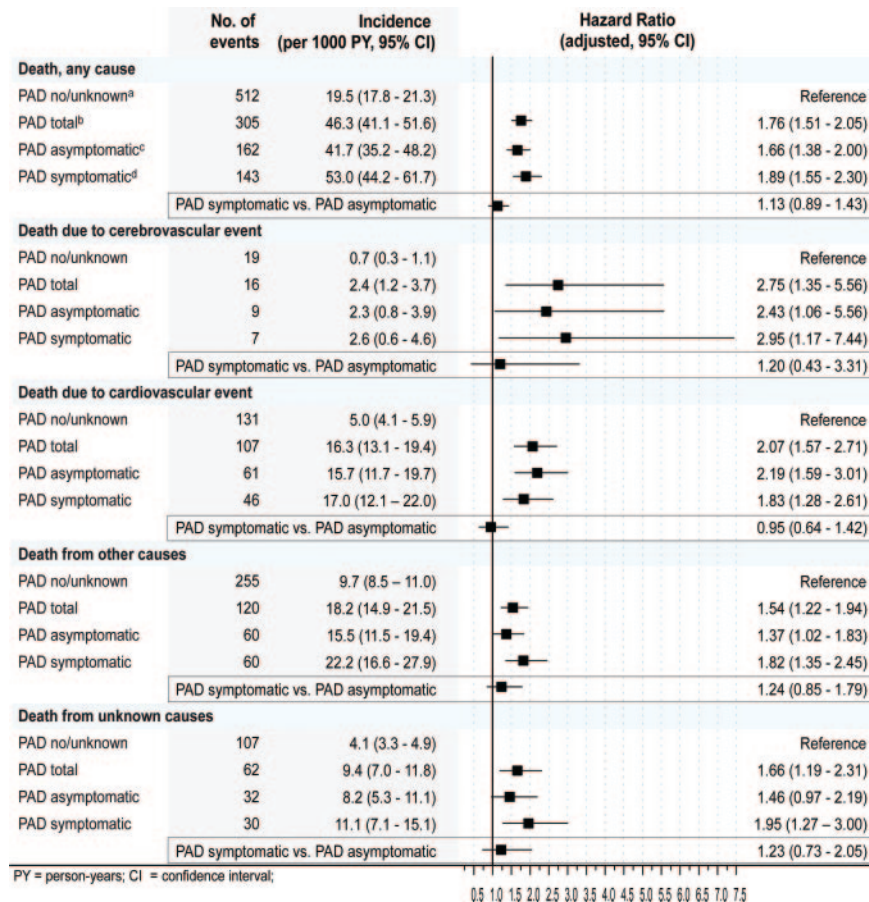 No. of events Incidence (per 1000 PY, 95% CI) Hazard Ratio (adjusted, 95% CI)
Death, any cause
PAD no/unknownᵃ 512 19.5 (17.8 - 21.3) Reference
PAD totalᵇ 305 46.3 (41.1 - 51.6) 1.76 (1.51 - 2.05)
PAD asymptomaticᶜ 162 41.7 (35.2 - 48.2) 1.66 (1.38 - 2.00)
PAD symptomaticᵈ 143 53.0 (44.2 - 61.7) 1.89 (1.55 - 2.30)
PAD symptomatic vs. PAD asymptomatic 1.13 (0.89 - 1.43)
Death due to cerebrovascular event
PAD no/unknown 19 0.7 (0.3 - 1.1) Reference
PAD total 16 2.4 (1.2 - 3.7) 2.75 (1.35 - 5.56)
PAD asymptomatic 9 2.3 (0.8 - 3.9) 2.43 (1.06 - 5.56)
PAD symptomatic 7 2.6 (0.6 - 4.6) 2.95 (1.17 - 7.44)
PAD symptomatic vs. PAD asymptomatic 1.20 (0.43 - 3.31)
Death due to cardiovascular event
PAD no/unknown 131 5.0 (4.1 - 5.9) Reference
PAD total 107 16.3 (13.1 - 19.4) 2.07 (1.57 - 2.71)
PAD asymptomatic 61 15.7 (11.7 - 19.7) 2.19 (1.59 - 3.01)
PAD symptomatic 46 17.0 (12.1 – 22.0) 1.83 (1.28 - 2.61)
PAD symptomatic vs. PAD asymptomatic 0.95 (0.64 - 1.42)
Death from other causes
PAD no/unknown 255 9.7 (8.5 – 11.0) Reference
PAD total 120 18.2 (14.9 - 21.5) 1.54 (1.22 - 1.94)
PAD asymptomatic 60 15.5 (11.5 - 19.4) 1.37 (1.02 - 1.83)
PAD symptomatic 60 22.2 (16.6 - 27.9) 1.82 (1.35 - 2.45)
PAD symptomatic vs. PAD asymptomatic 1.24 (0.85 - 1.79)
Death from unknown causes
PAD no/unknown 107 4.1 (3.3 - 4.9) Reference
PAD total 62 9.4 (7.0 - 11.8) 1.66 (1.19 - 2.31)
PAD asymptomatic 32 8.2 (5.3 - 11.1) 1.46 (0.97 - 2.19)
PAD symptomatic 30 11.1 (7.1 - 15.1) 1.95 (1.27 – 3.00)
PAD symptomatic vs. PAD asymptomatic 1.23 (0.73 - 2.05)
PY = person-years; CI = confidence interval;
0.5 1.0 1.5 2.0 2.5 3.0 3.5 4.0 4.5 5.0 5.5 6.0 6.5 7.0 7.5